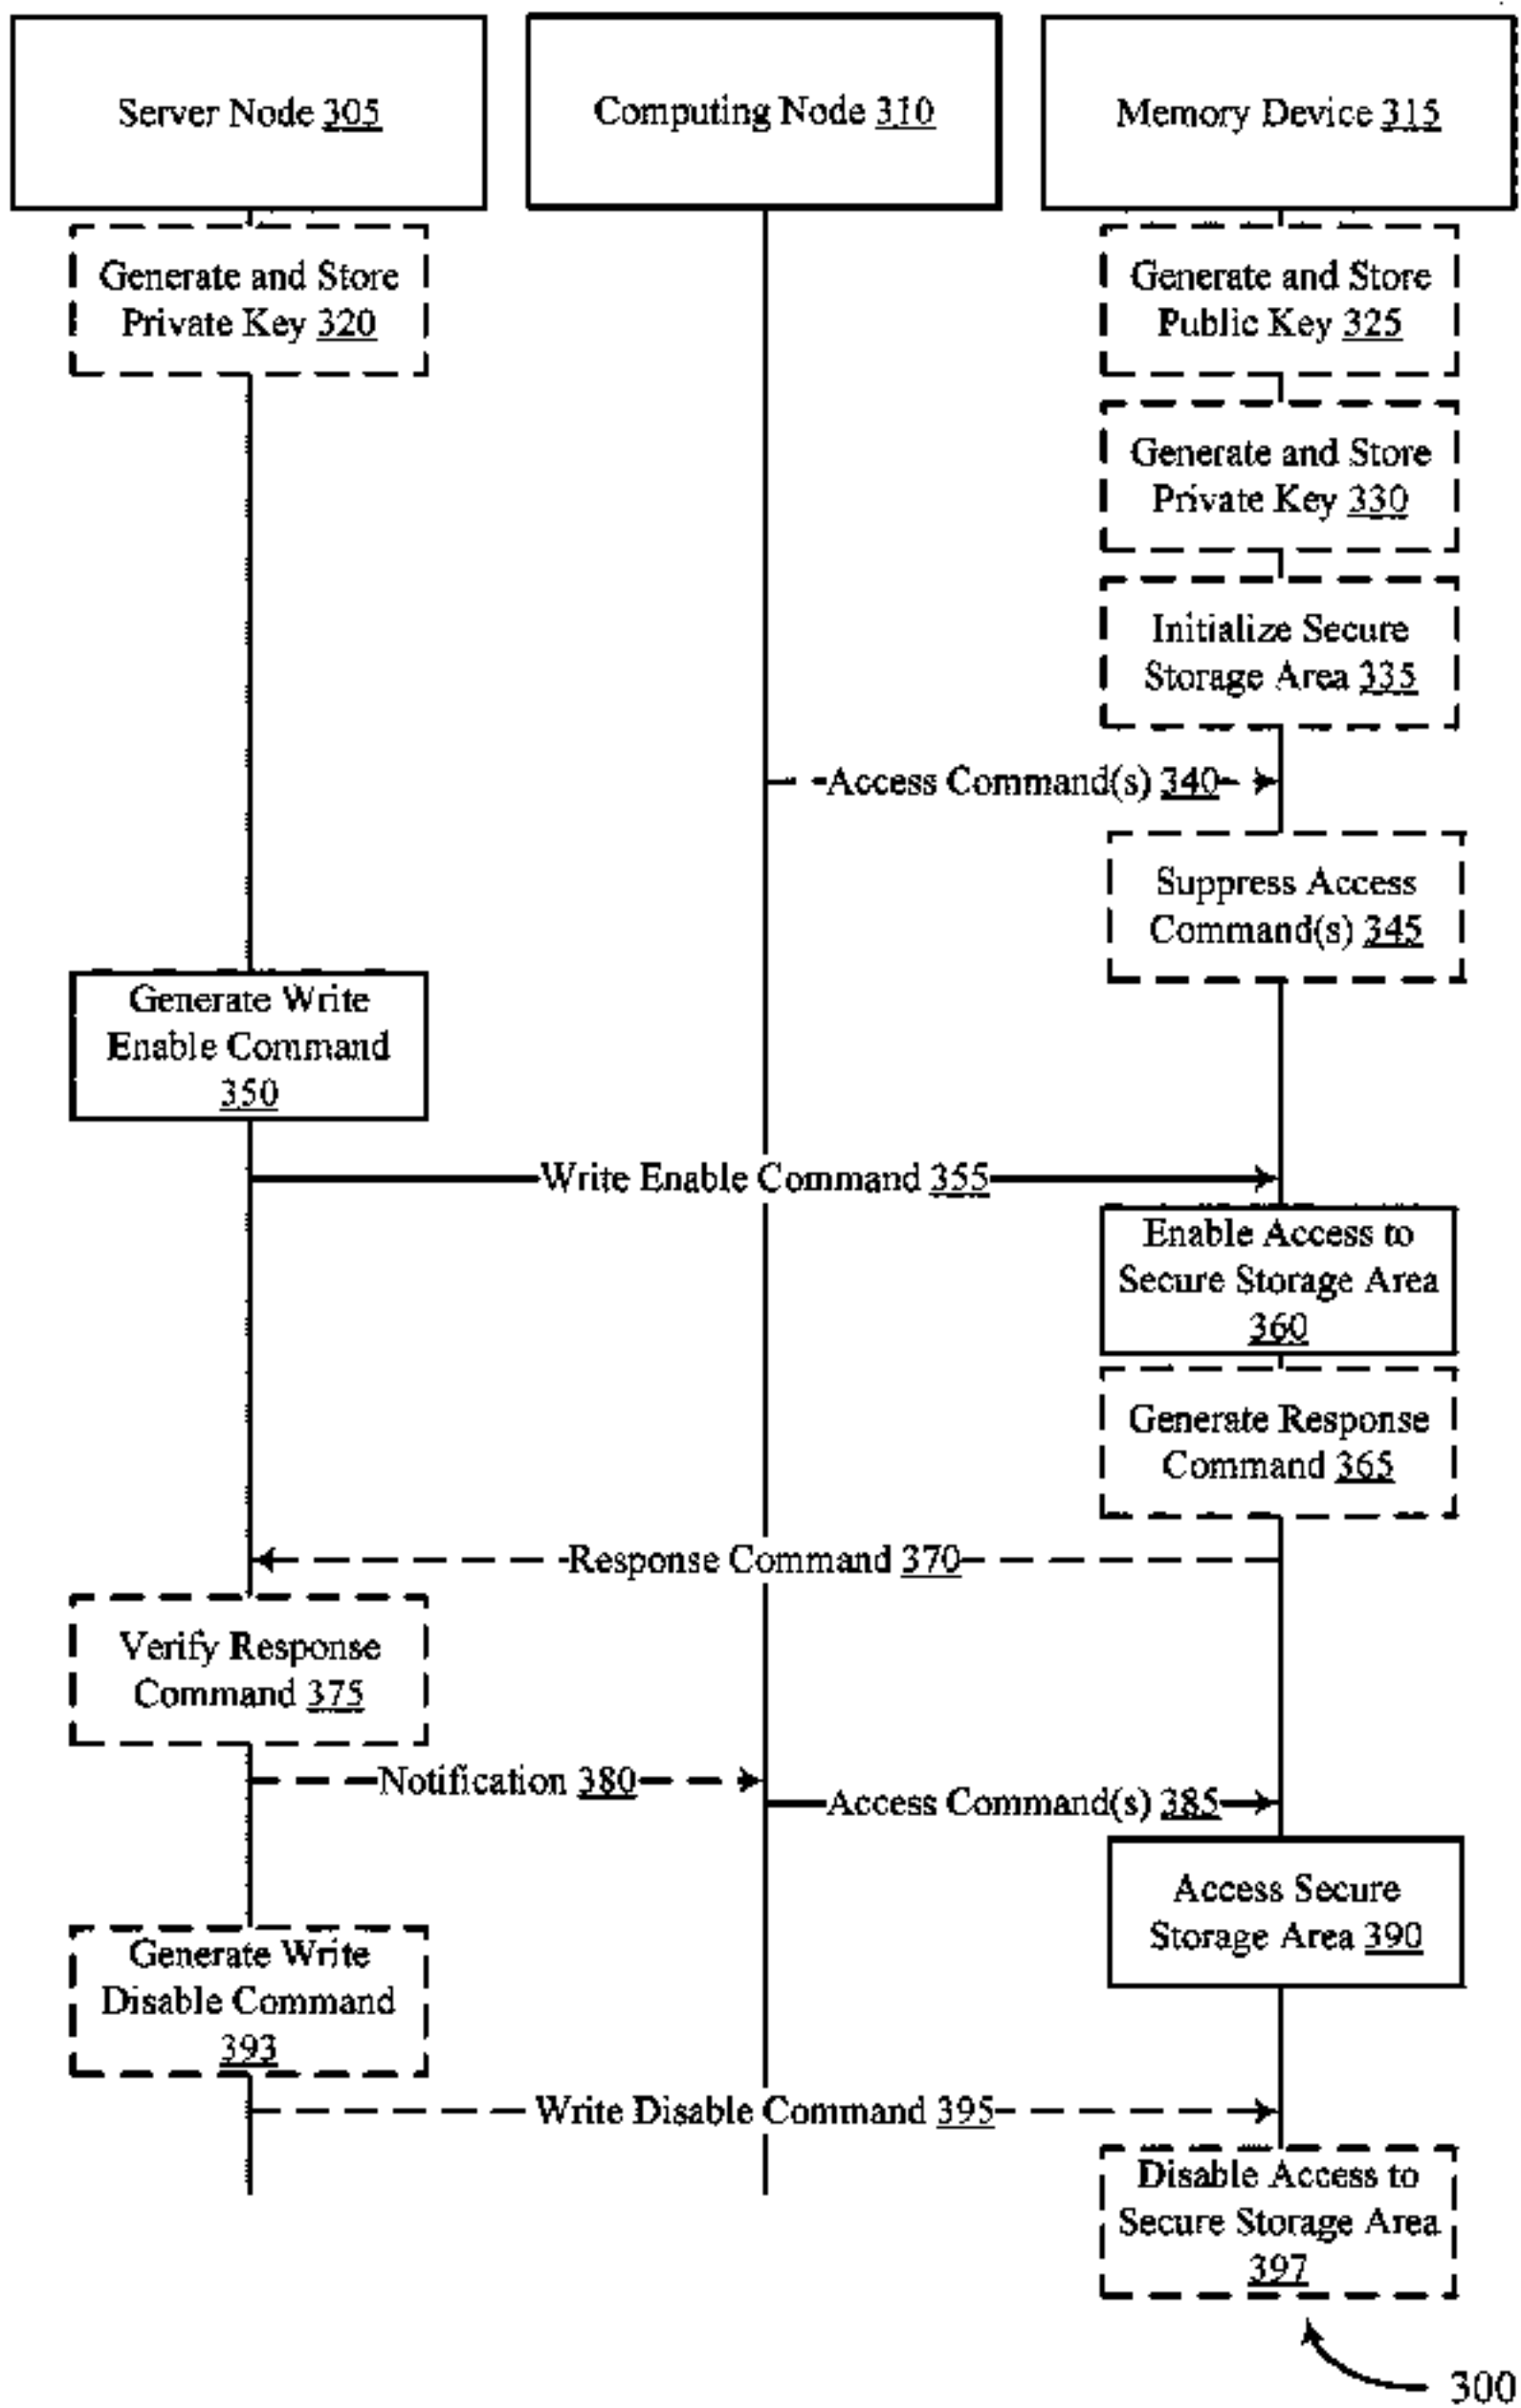 Server Node 305
Computing Node 310
Memory Device 315
Generate and Store
Private Key 320
Generate and Store
Public Key 325
Generate and Store
Private Key 330
Initialize Secure
Storage Area 335
Access Command(s) 340
Suppress Access
Command(s) 345
Generate Write
Enable Command
350
Write Enable Command 355
Enable Access to
Secure Storage Area
360
Generate Response
Command 365
Response Command 370
Verify Response
Command 375
Notification 380
Access Command(s) 385
Access Secure
Storage Area 390
Generate Write
Disable Command
393
Write Disable Command 395
Disable Access to
Secure Storage Area
397
300